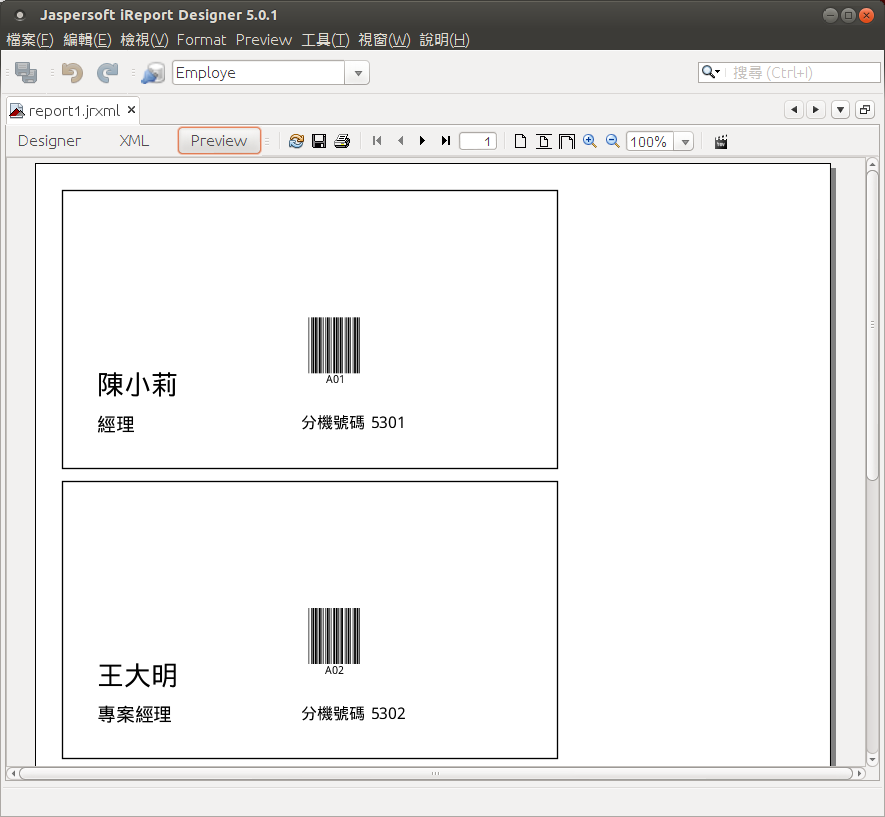 Jaspersoft iReport Designer 5.0.1
檔案(F) 編輯(E) 檢視(V) Format Preview 工具(T) 視窗(W) 說明(H)
Employe
搜尋 (Ctrl+I)
report1.jrxml
Designer XML Preview 1 100%
A01
陳小莉
經理 分機號碼 5301
A02
王大明
專案經理 分機號碼 5302